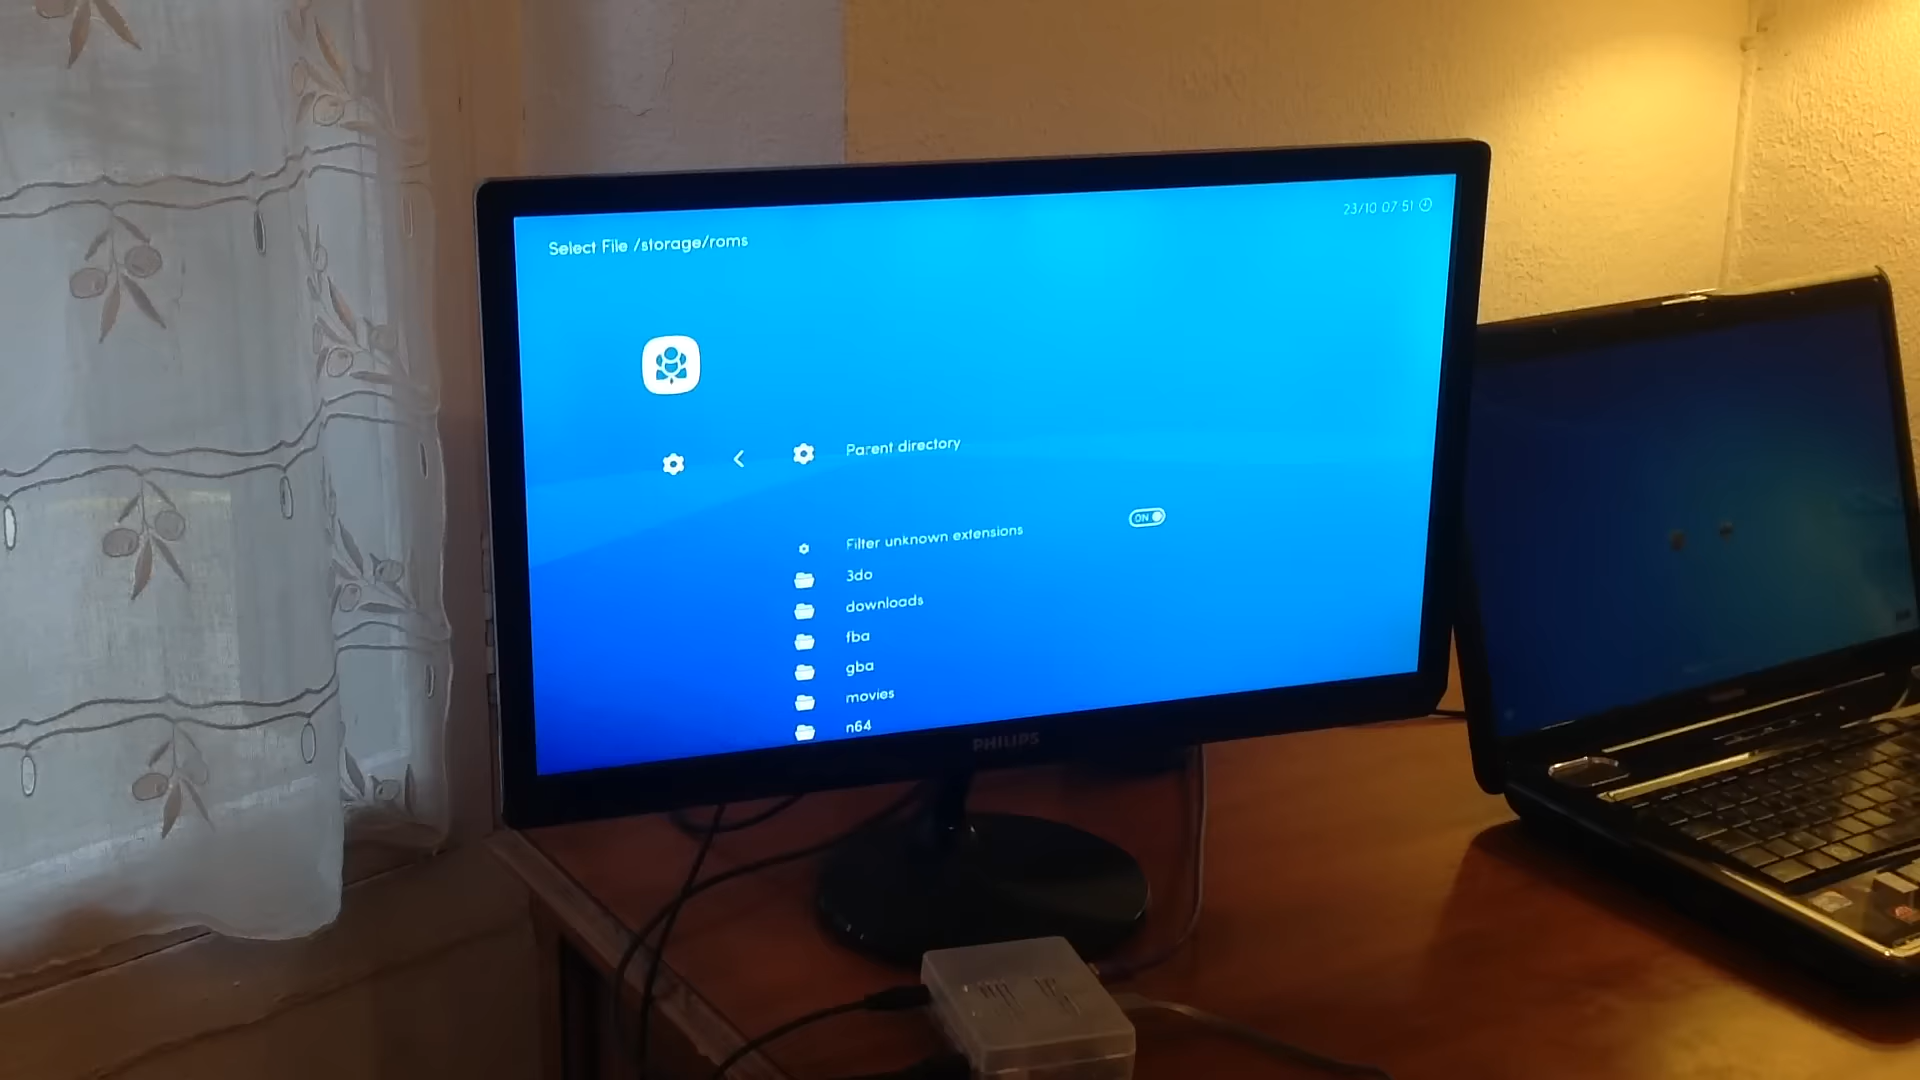 23/10 07:51
Select File /storage/roms
Parent directory
Filter unknown extensions
ON
3do
downloads
fba
gba
movies
n64
PHILIPS